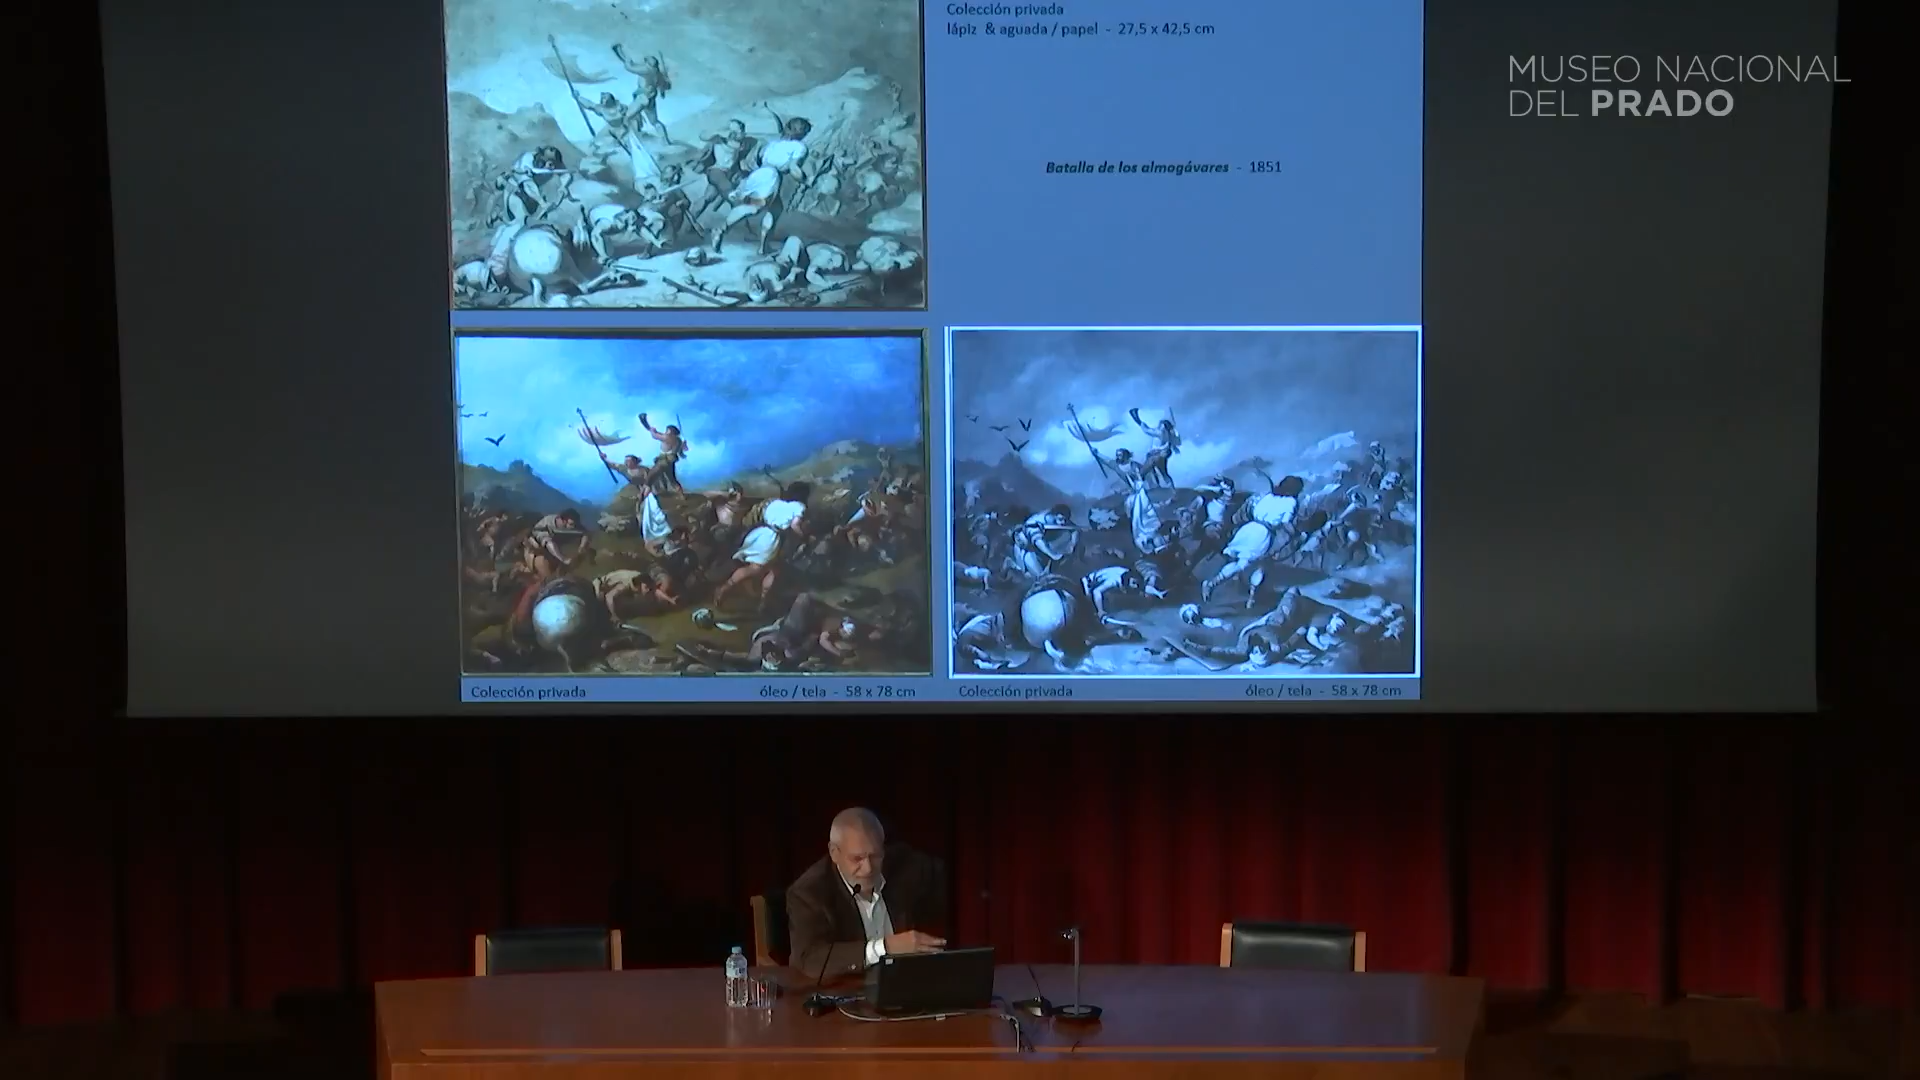 Colección privada
lápiz & aguada / papel - 27,5 x 42,5 cm
MUSEO NACIONAL
DEL PRADO
Batalla de los almogávares - 1851
Colección privada óleo / tela - 58 x 78 cm
Colección privada óleo / tela - 58 x 78 cm